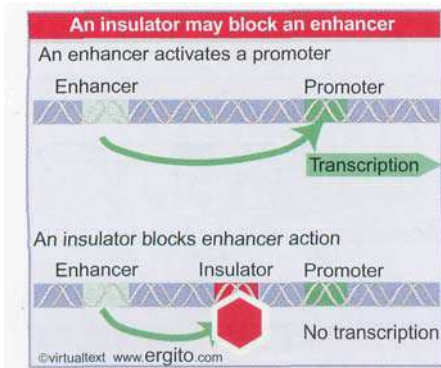 An insulator may block an enhancer
An enhancer activates a promoter
Enhancer Promoter
Transcription
An insulator blocks enhancer action
Enhancer Insulator Promoter
No transcription
©virtualtext www.ergito.com